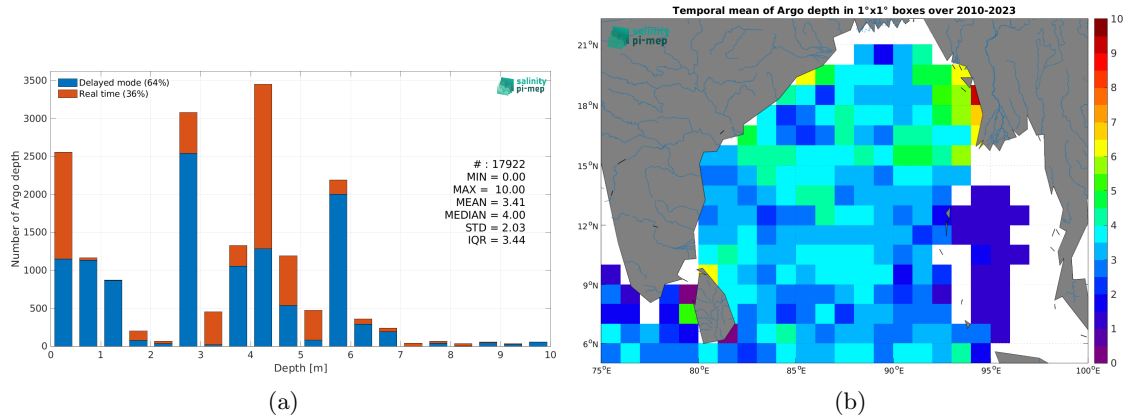 Delayed mode (64%)
Real time (36%)
salinity
pi-mep
# : 17922
MIN = 0.00
MAX = 10.00
MEAN = 3.41
MEDIAN = 4.00
STD = 2.03
IQR = 3.44
Number of Argo depth
3500
3000
2500
2000
1500
1000
500
0
0 1 2 3 4 5 6 7 8 9 10
Depth [m]
(a)
Temporal mean of Argo depth in 1°x1° boxes over 2010-2023
salinity
pi-mep
21°N
18°N
15°N
12°N
9°N
6°N
75°E 80°E 85°E 90°E 95°E 100°E
10
9
8
7
6
5
4
3
2
1
0
(b)